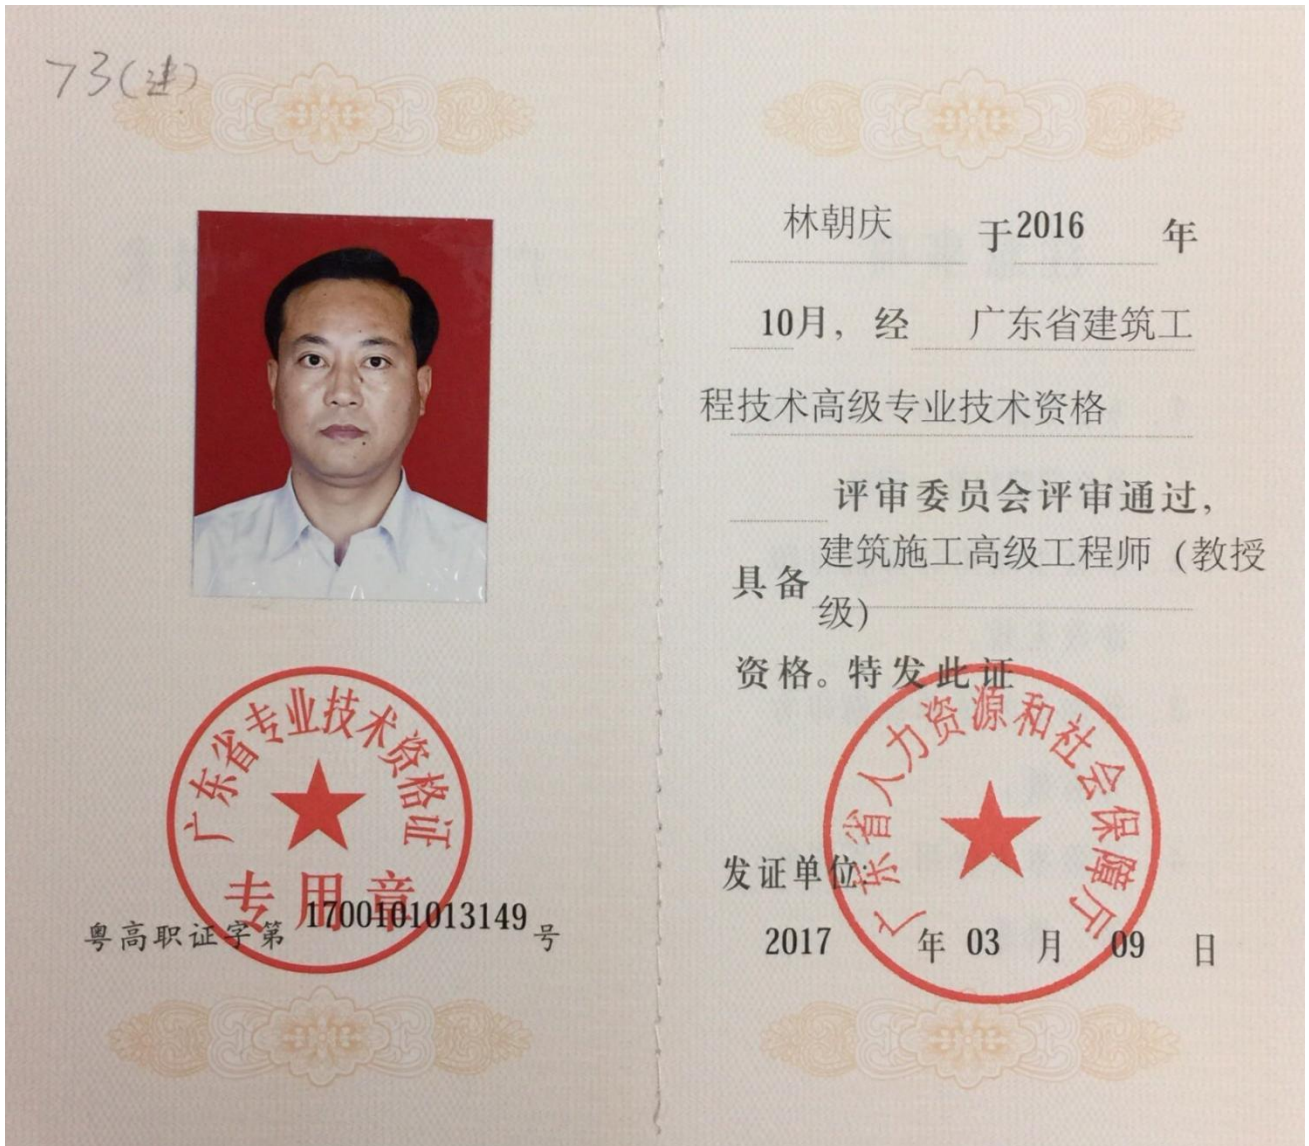 73(建)
广东省专业技术资格证
专用章
粤高职证字第 1700101013149 号
林朝庆 于2016 年
10月，经 广东省建筑工
程技术高级专业技术资格
评审委员会评审通过，
具备 建筑施工高级工程师（教授
级）
资格。特发此证
广东省人力资源和社会保障厅
发证单位：
2017 年 03 月 09 日